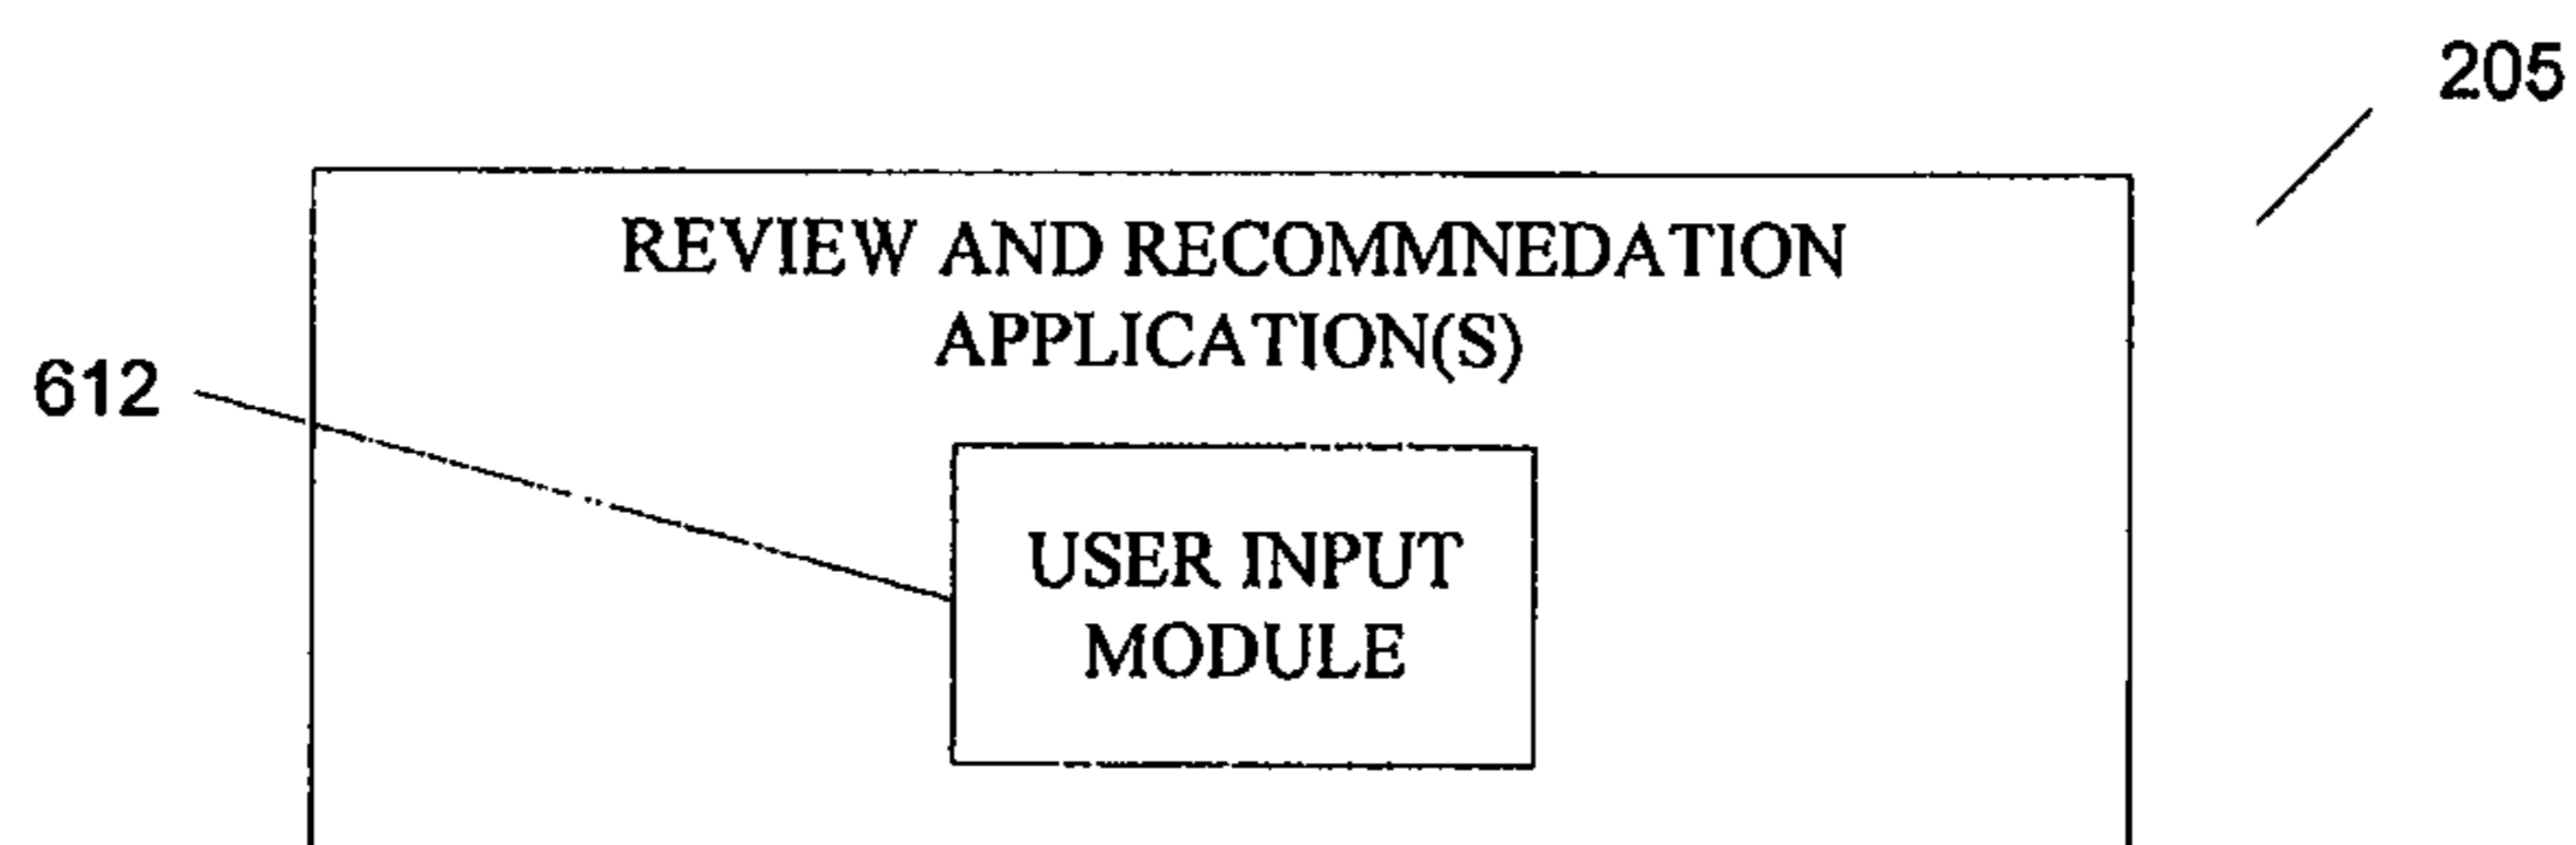 205
REVIEW AND RECOMMNEDATION
APPLICATION(S)
612
USER INPUT
MODULE